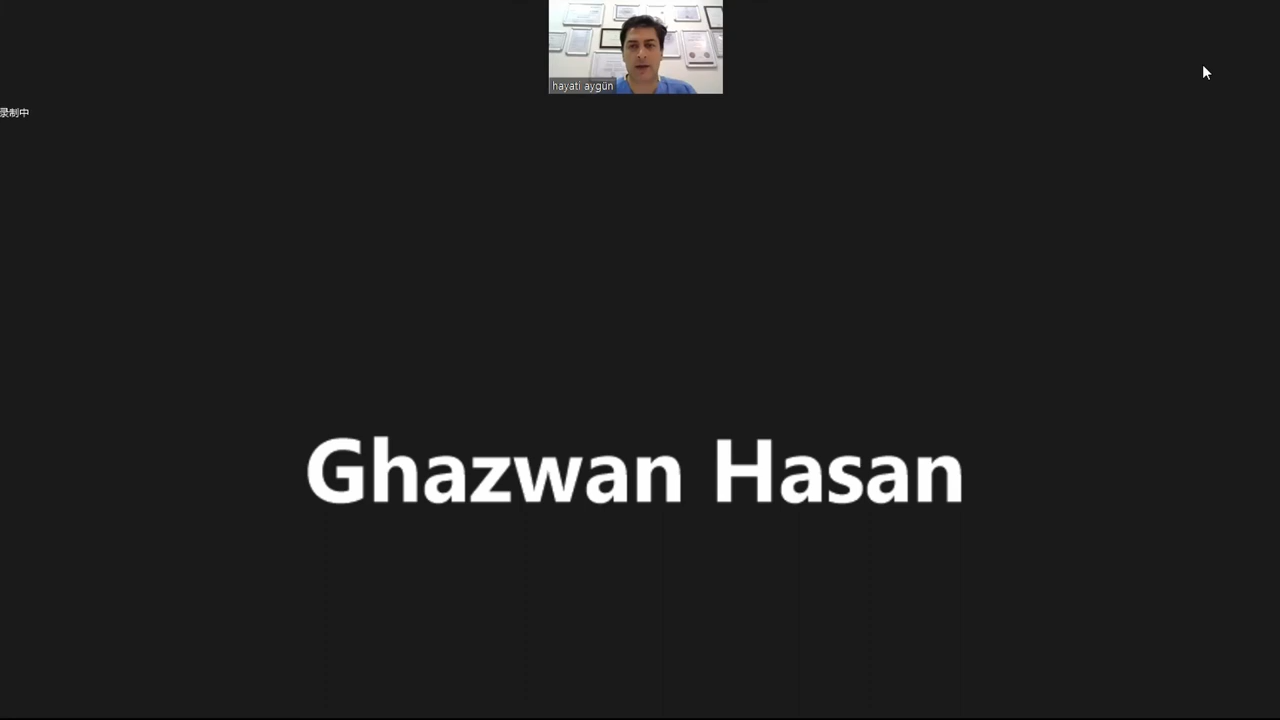 hayati aygün
录制中
Ghazwan Hasan